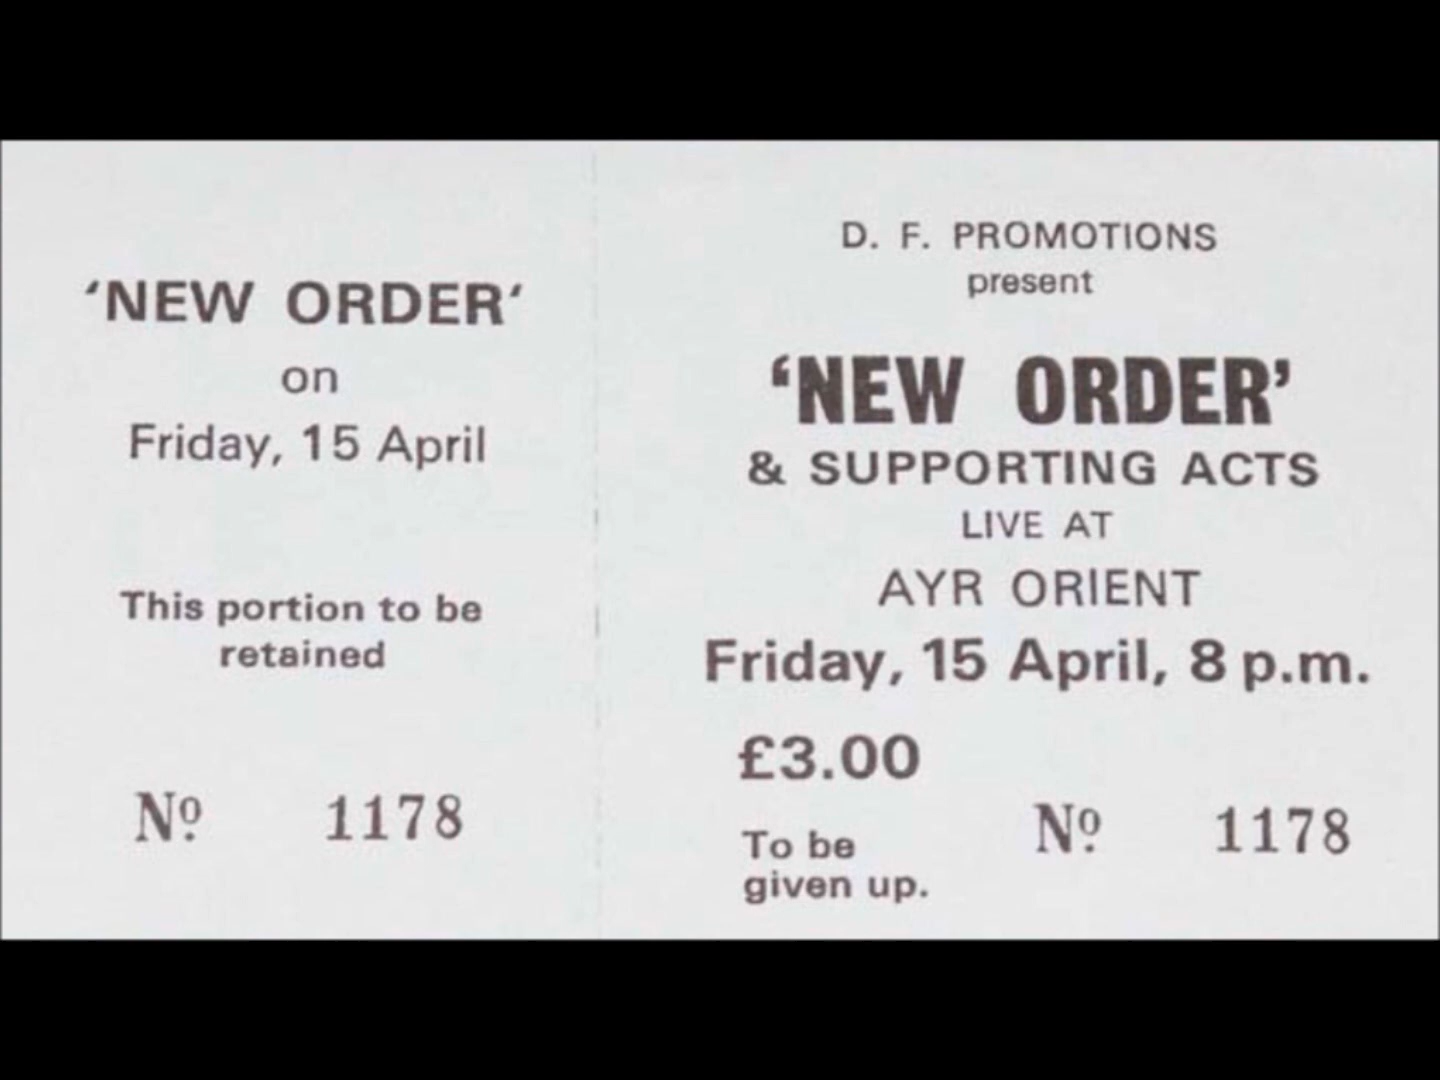 'NEW ORDER'
on
Friday, 15 April
This portion to be
retained
Nº 1178
D. F. PROMOTIONS
present
'NEW ORDER'
& SUPPORTING ACTS
LIVE AT
AYR ORIENT
Friday, 15 April, 8 p.m.
£3.00
To be
given up.
Nº 1178